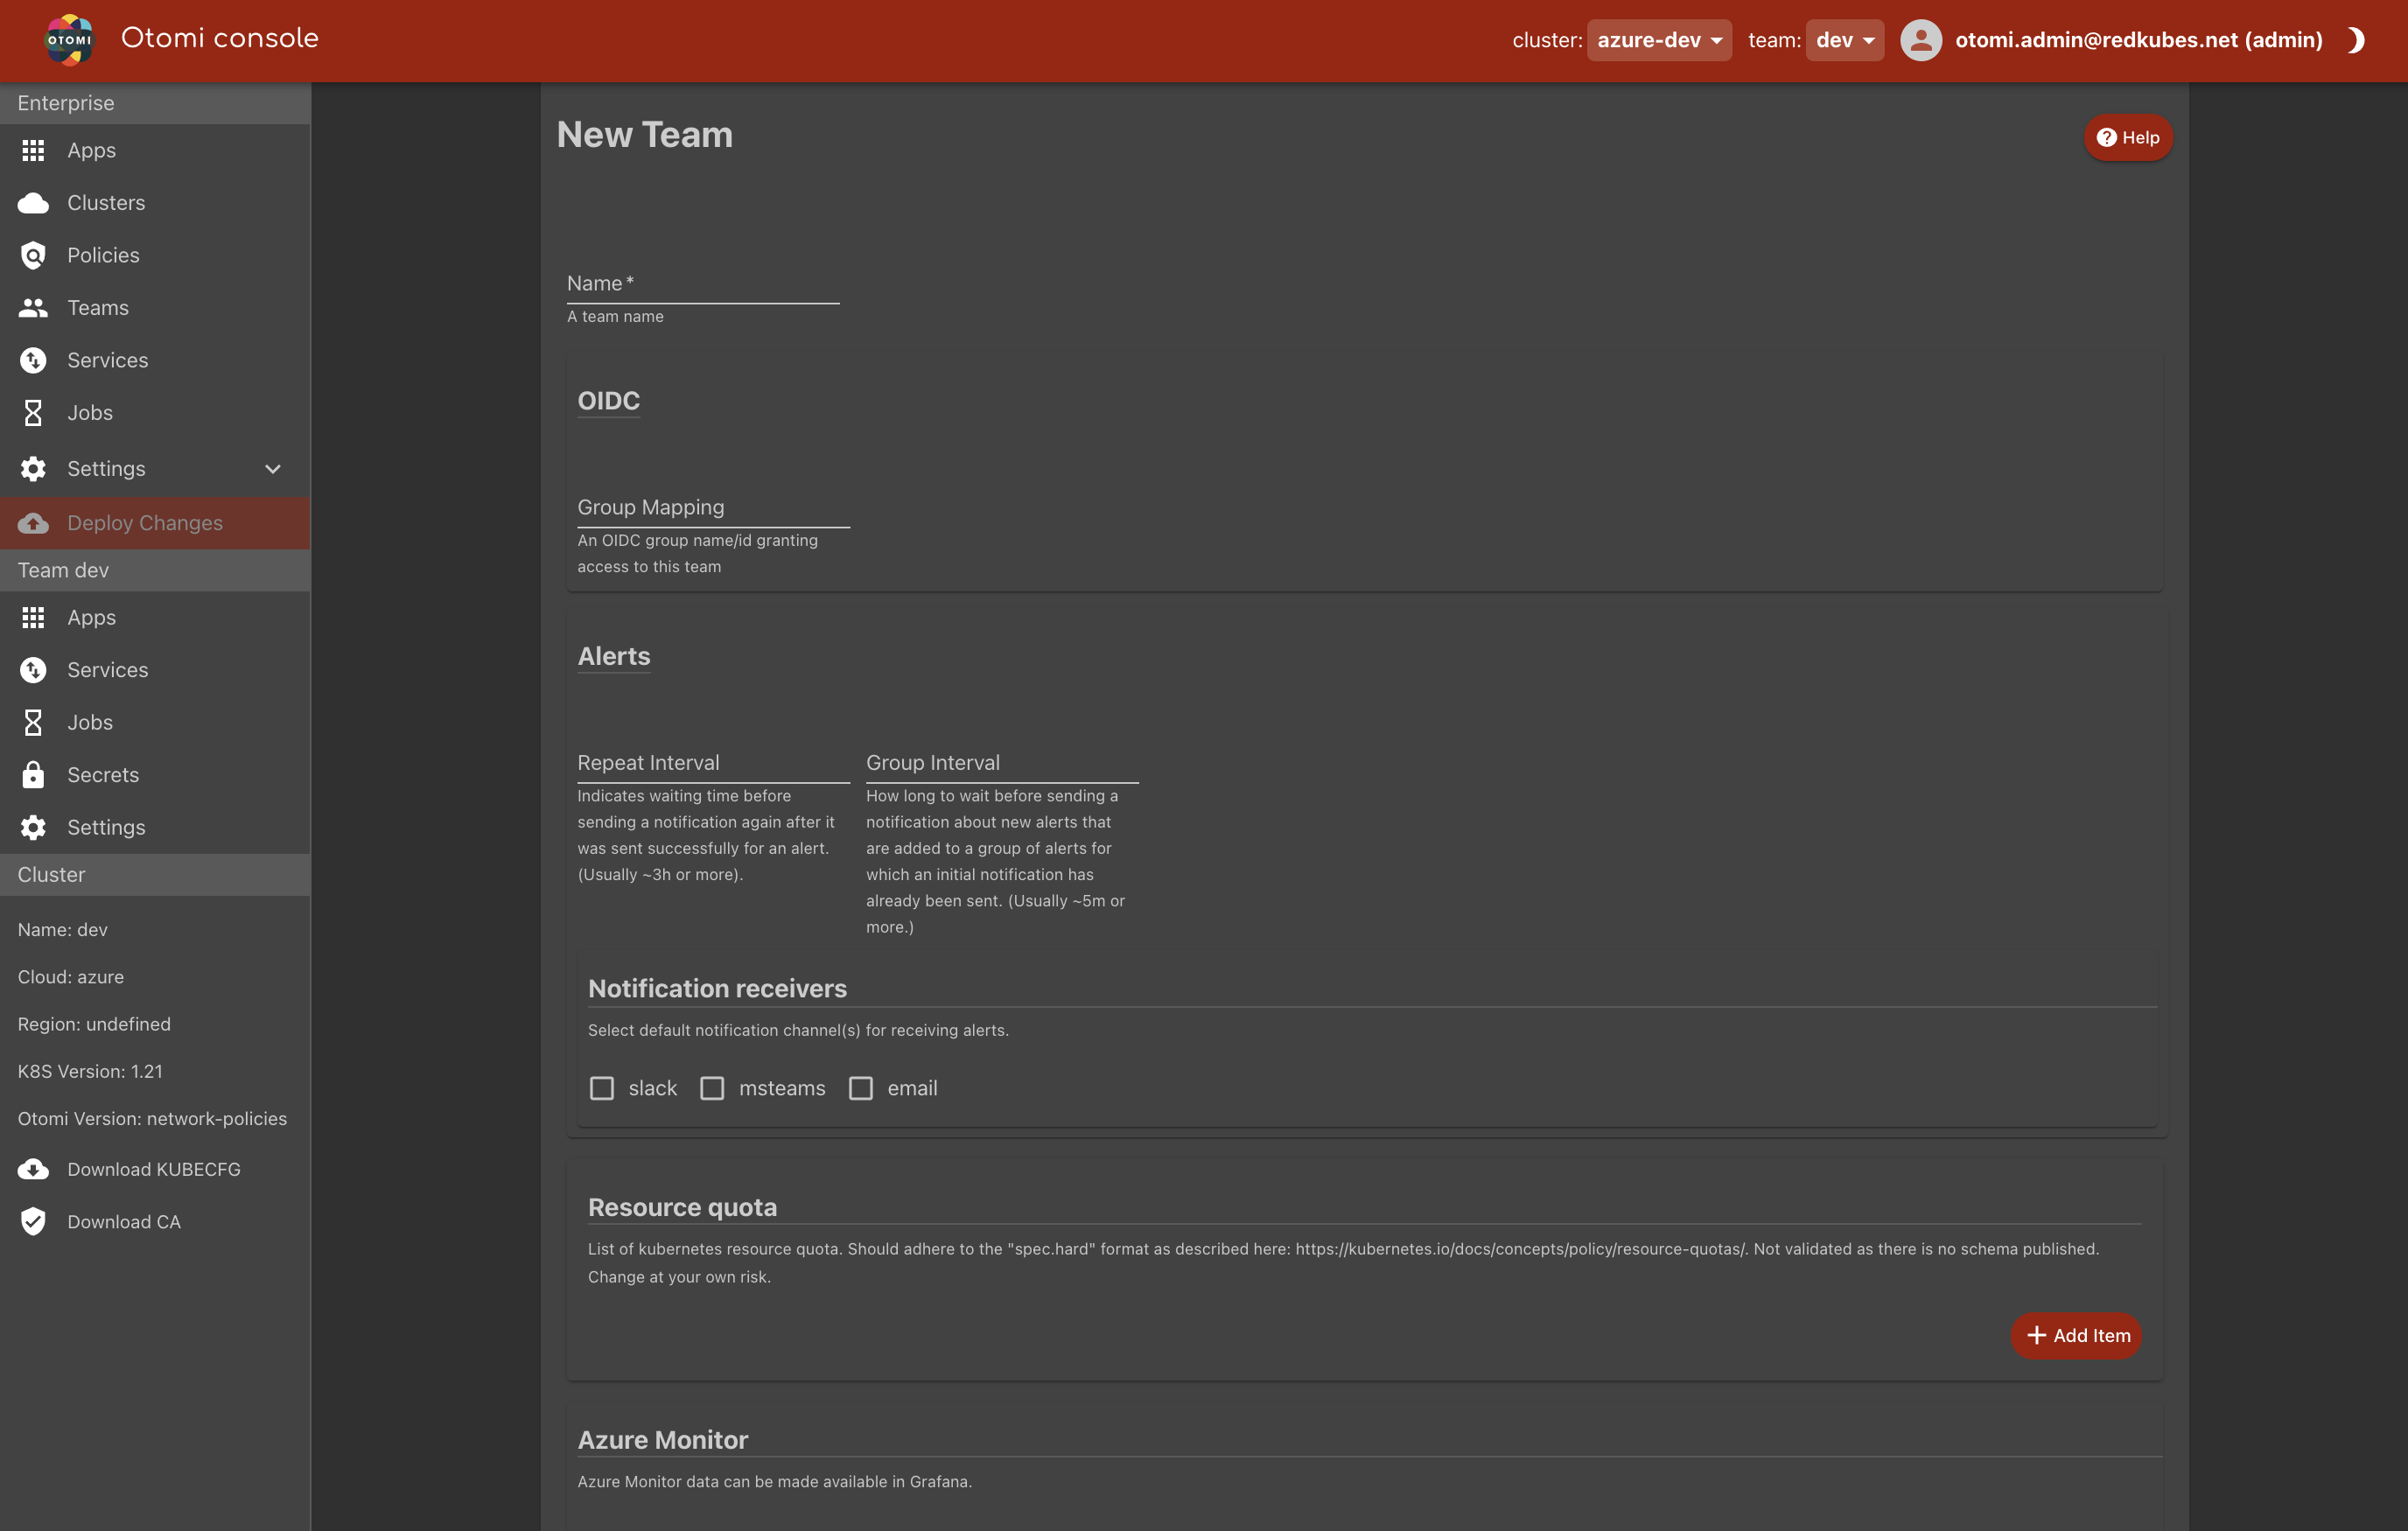 OTOMI
Otomi console
cluster: azure-dev team: dev otomi.admin@redkubes.net (admin)
Enterprise
Apps
Clusters
Policies
Teams
Services
Jobs
Settings
Deploy Changes
Team dev
Apps
Services
Jobs
Secrets
Settings
Cluster
Name: dev
Cloud: azure
Region: undefined
K8S Version: 1.21
Otomi Version: network-policies
Download KUBECFG
Download CA
New Team
Help
Name *
A team name
OIDC
Group Mapping
An OIDC group name/id granting
access to this team
Alerts
Repeat Interval
Indicates waiting time before
sending a notification again after it
was sent successfully for an alert.
(Usually ~3h or more).
Group Interval
How long to wait before sending a
notification about new alerts that
are added to a group of alerts for
which an initial notification has
already been sent. (Usually ~5m or
more.)
Notification receivers
Select default notification channel(s) for receiving alerts.
slack msteams email
Resource quota
List of kubernetes resource quota. Should adhere to the "spec.hard" format as described here: https://kubernetes.io/docs/concepts/policy/resource-quotas/. Not validated as there is no schema published.
Change at your own risk.
Add Item
Azure Monitor
Azure Monitor data can be made available in Grafana.